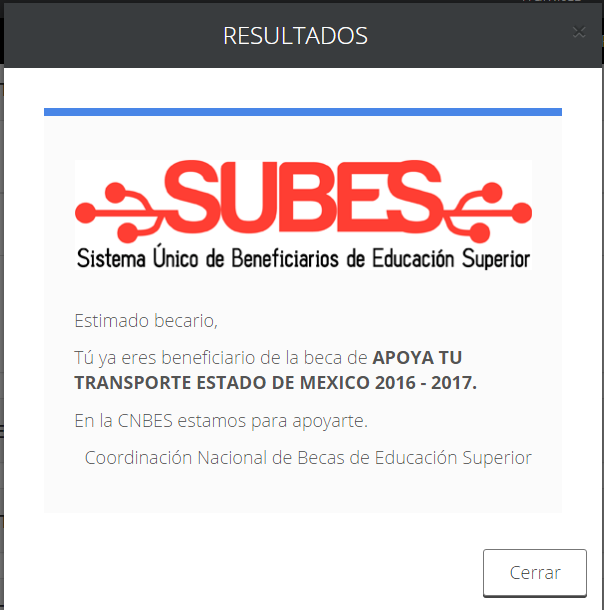 RESULTADOS
SUBES
Sistema Único de Beneficiarios de Educación Superior
Estimado becario,
Tú ya eres beneficiario de la beca de APOYA TU
TRANSPORTE ESTADO DE MEXICO 2016 - 2017.
En la CNBES estamos para apoyarte.
Coordinación Nacional de Becas de Educación Superior
Cerrar